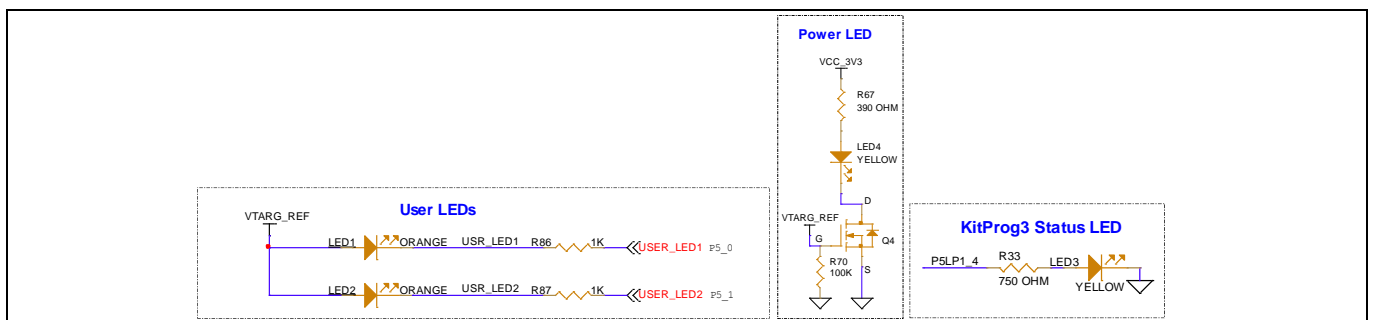 Power LED
VCC_3V3
R67
390 OHM
LED4
YELLOW
D
VTARG_REF
G
Q4
R70
100K
S
User LEDs
VTARG_REF
LED1 ORANGE USR_LED1 R86 1K USER_LED1 P5_0
LED2 ORANGE USR_LED2 R87 1K USER_LED2 P5_1
KitProg3 Status LED
P5LP1_4 R33 LED3
750 OHM YELLOW